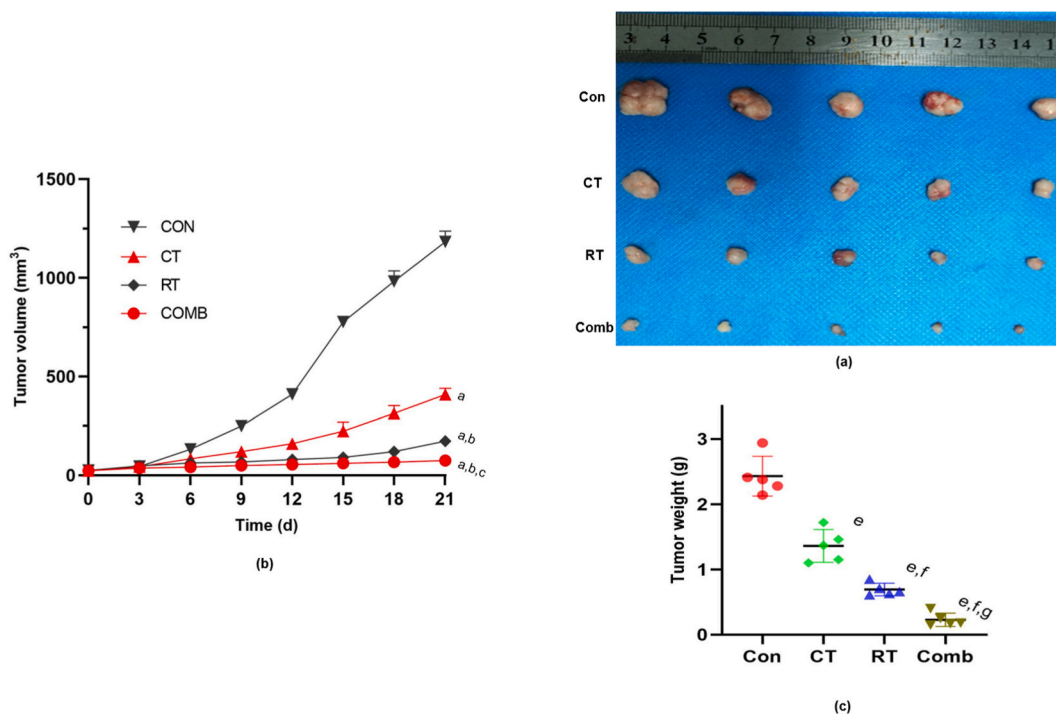 3 4 5 6 7 8 9 10 11 12 13 14 1
Con
CT
RT
Comb
(a)
Tumor volume (mm3)
1500
1000
500
0
CON
CT
RT
COMB
a
a,b
a,b,c
0 3 6 9 12 15 18 21
Time (d)
(b)
Tumor weight (g)
3
2
1
0
e
e,f
e,f,g
Con CT RT Comb
(c)